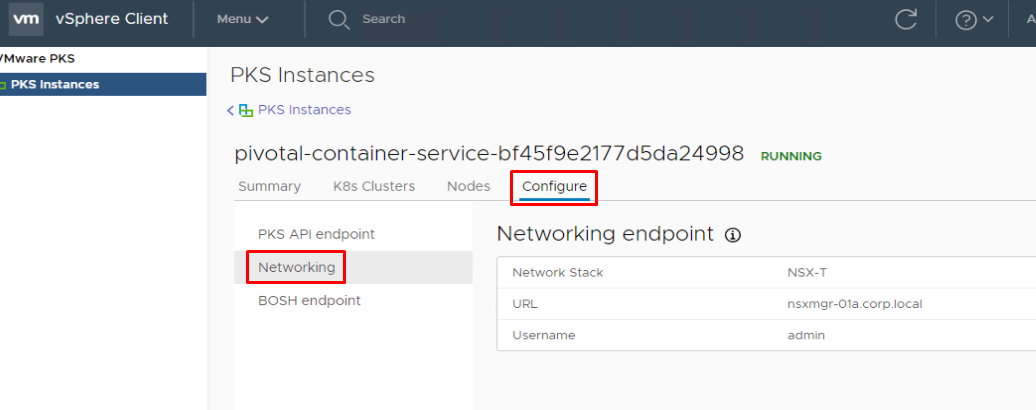 vm vSphere Client Menu Search
VMware PKS
PKS Instances
PKS Instances
PKS Instances
pivotal-container-service-bf45f9e2177d5da24998 RUNNING
Summary K8s Clusters Nodes Configure
PKS API endpoint
Networking
BOSH endpoint
Networking endpoint
Network Stack NSX-T
URL nsxmgr-01a.corp.local
Username admin